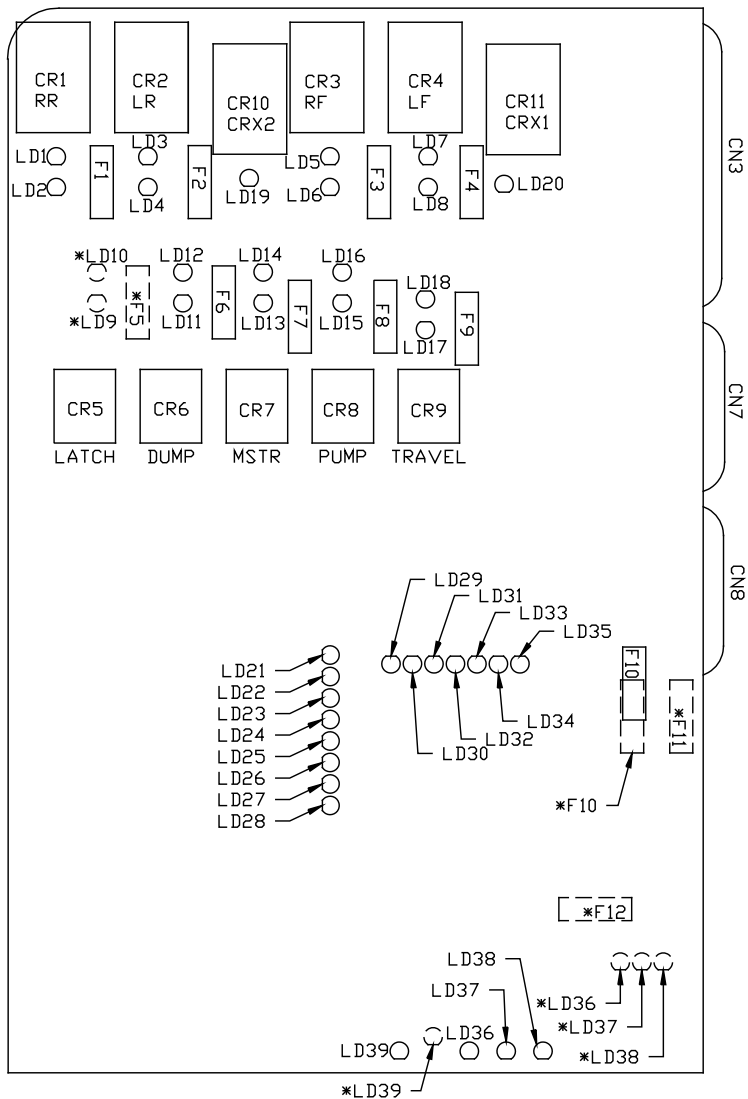 CR1
RR
CR2
LR
CR10
CRX2
CR3
RF
CR4
LF
CR11
CRX1
CN3
LD1
LD2
F1
LD3
LD4
F2
LD19
LD5
LD6
F3
LD7
LD8
F4
LD20
*LD10
*LD9
*F5
LD12
LD11
F6
LD14
LD13
F7
LD16
LD15
F8
LD18
LD17
F9
CN7
CR5
LATCH
CR6
DUMP
CR7
MSTR
CR8
PUMP
CR9
TRAVEL
CN8
LD29
LD31
LD33
LD35
LD21
LD22
LD23
LD24
LD25
LD26
LD27
LD28
LD34
LD32
LD30
F10
*F11
*F10
*F12
LD38
LD37
LD36
LD39
*LD39
*LD36
*LD37
*LD38